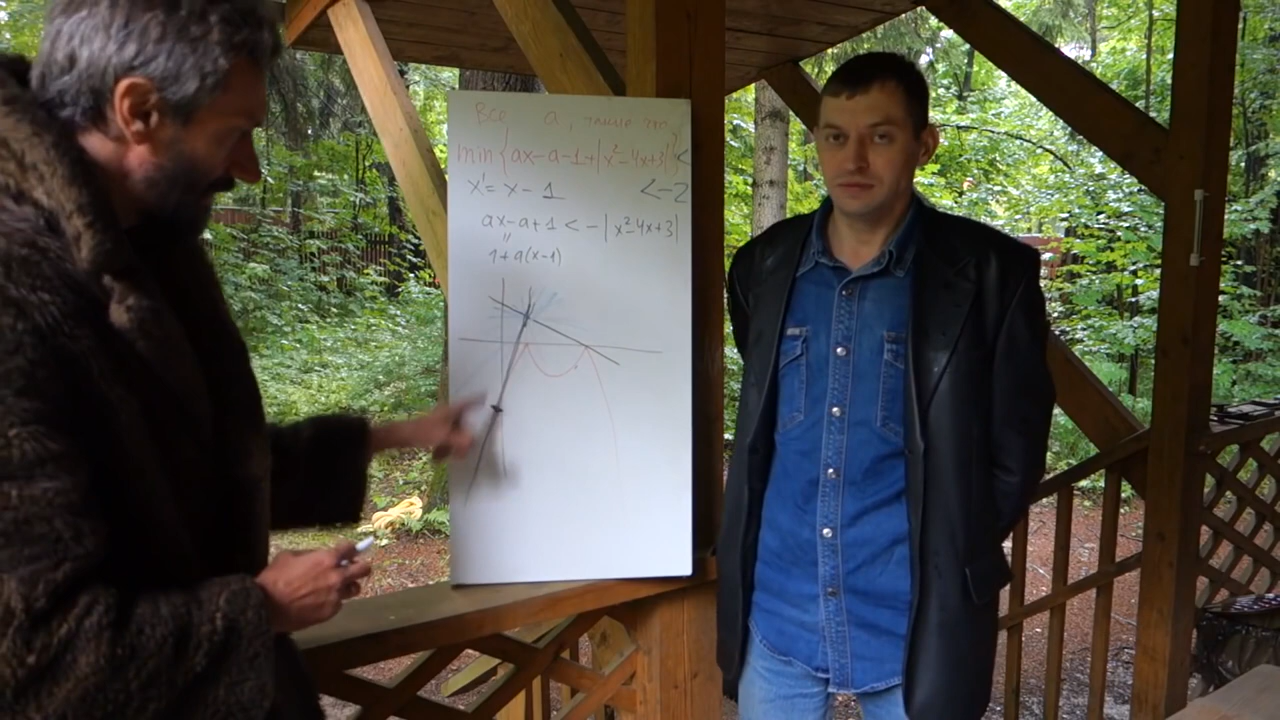 Все a, такие что
min{ax-a-1+|x²-4x+3|}<
<-2
x'=x-1
ax-a+1<-|x²-4x+3|
"
1+a(x-1)